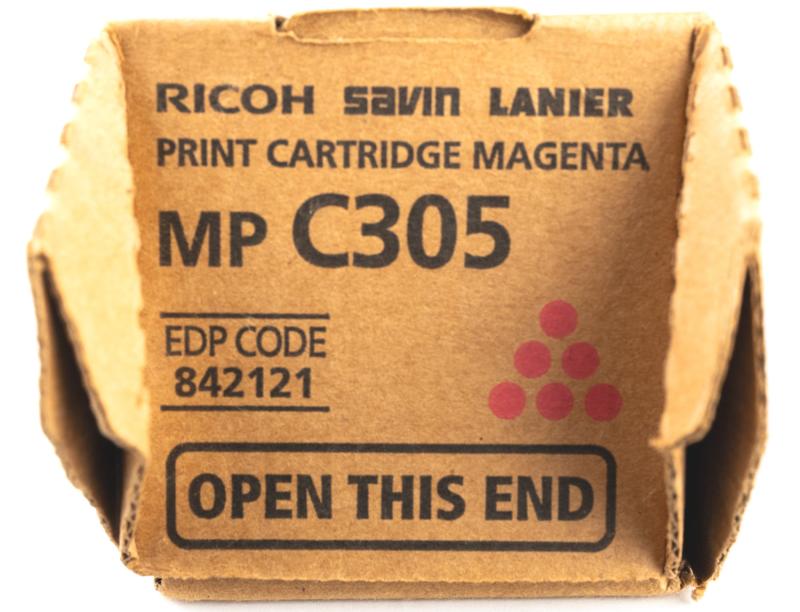 RICOH savin LANIER
PRINT CARTRIDGE MAGENTA
MP C305
EDP CODE
842121
OPEN THIS END